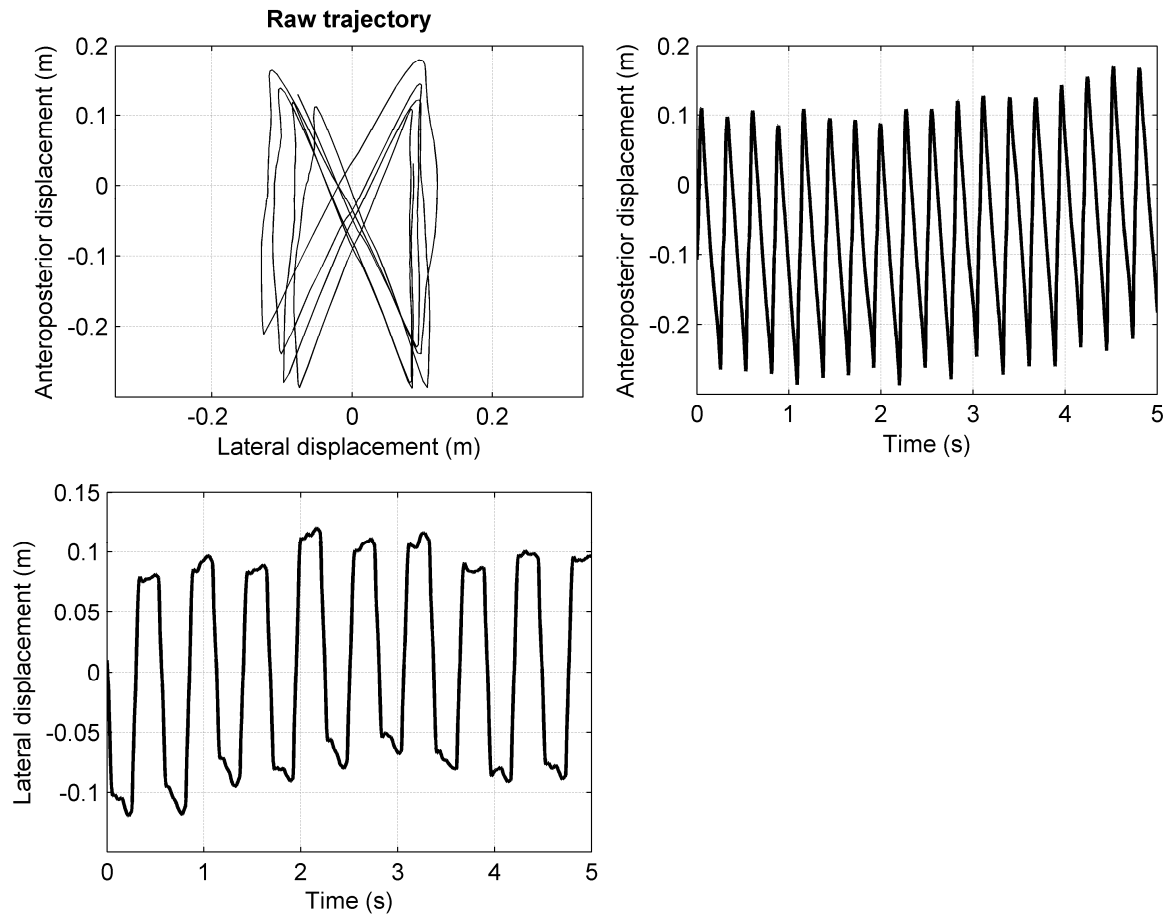 Raw trajectory
Anteroposterior displacement (m)
0.2
0.1
0
-0.1
-0.2
-0.2 0 0.2
Lateral displacement (m)
Anteroposterior displacement (m)
0.2
0.1
0
-0.1
-0.2
0 1 2 3 4 5
Time (s)
Lateral displacement (m)
0.15
0.1
0.05
0
-0.05
-0.1
0 1 2 3 4 5
Time (s)